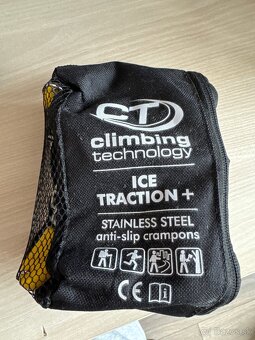 CT
climbing
technology
ICE
TRACTION +
STAINLESS STEEL
anti-slip crampons
CE